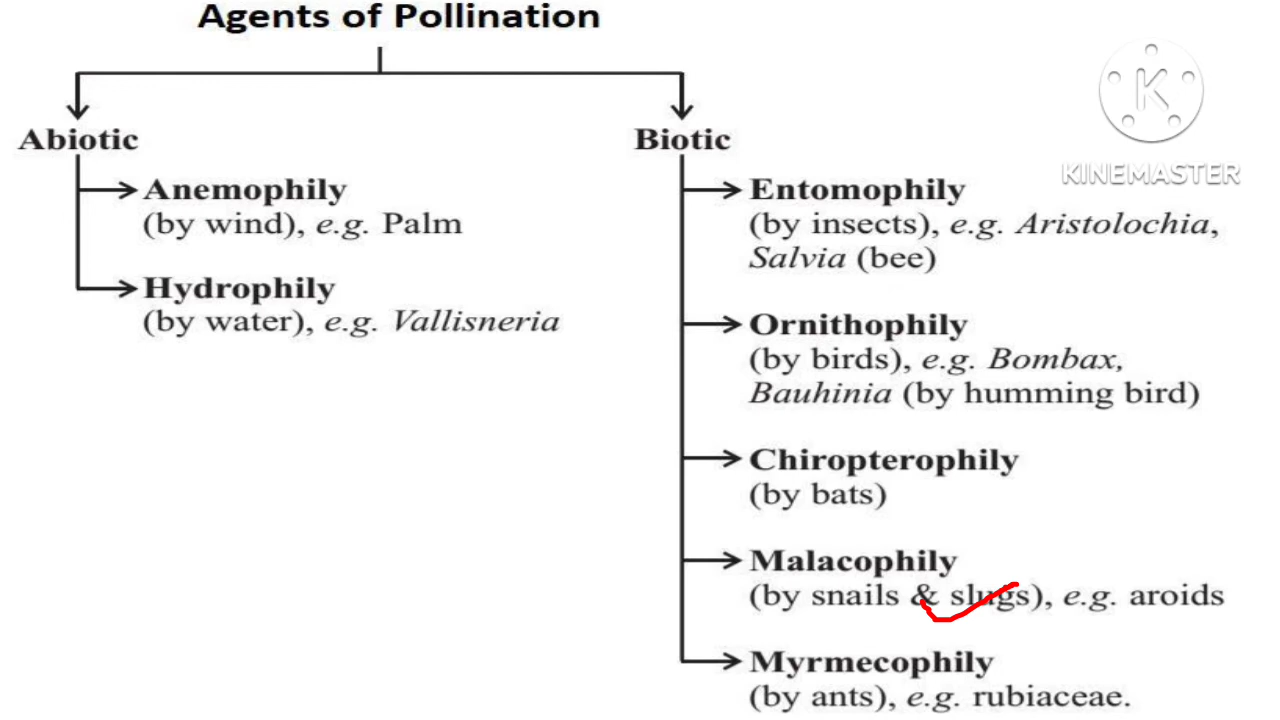 Agents of Pollination
Abiotic
Anemophily
(by wind), e.g. Palm
Hydrophily
(by water), e.g. Vallisneria
Biotic
Entomophily
(by insects), e.g. Aristolochia,
Salvia (bee)
Ornithophily
(by birds), e.g. Bombax,
Bauhinia (by humming bird)
Chiropterophily
(by bats)
Malacophily
(by snails & slugs), e.g. aroids
Myrmecophily
(by ants), e.g. rubiaceae.
K
KINEMASTER